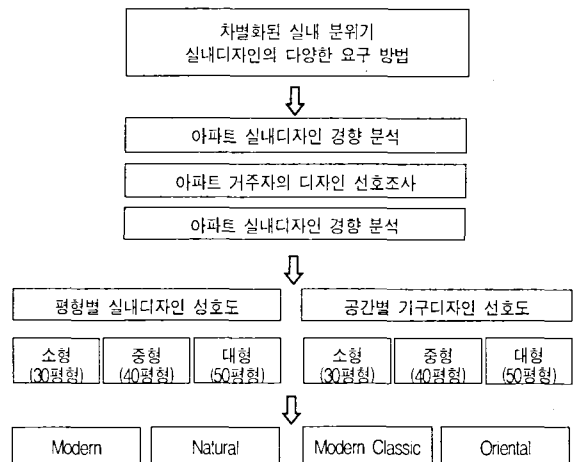 차별화된 실내 분위기
실내디자인의 다양한 요구 방법
아파트 실내디자인 경향 분석
아파트 거주자의 디자인 선호조사
아파트 실내디자인 경향 분석
평형별 실내디자인 성호도
공간별 기구디자인 선호도
소형
(30평형)
중형
(40평형)
대형
(50평형)
소형
(30평형)
중형
(40평형)
대형
(50평형)
Modern
Natural
Modern Classic
Oriental